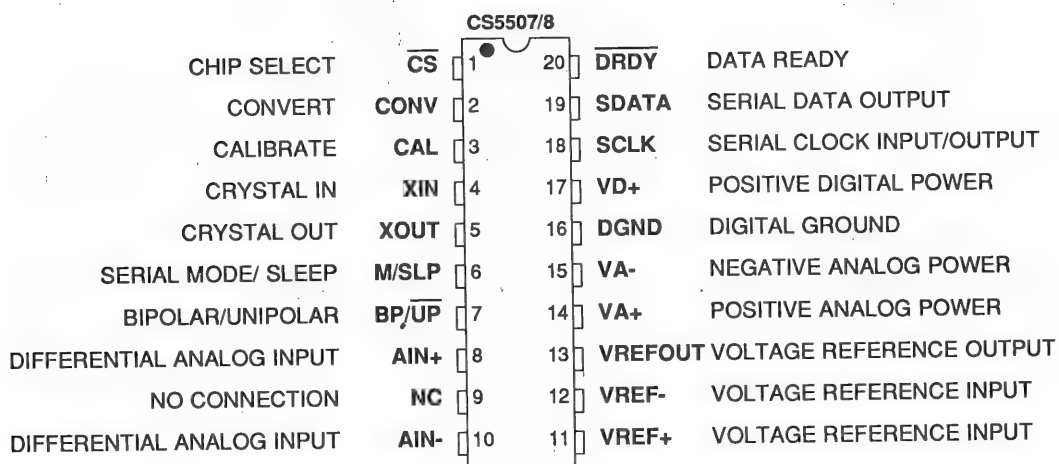 CS5507/8
CHIP SELECT C̅S̅ 1 20 D̅R̅D̅Y̅ DATA READY
CONVERT CONV 2 19 SDATA SERIAL DATA OUTPUT
CALIBRATE CAL 3 18 SCLK SERIAL CLOCK INPUT/OUTPUT
CRYSTAL IN XIN 4 17 VD+ POSITIVE DIGITAL POWER
CRYSTAL OUT XOUT 5 16 DGND DIGITAL GROUND
SERIAL MODE/ SLEEP M/SLP 6 15 VA- NEGATIVE ANALOG POWER
BIPOLAR/UNIPOLAR BP/U̅P̅ 7 14 VA+ POSITIVE ANALOG POWER
DIFFERENTIAL ANALOG INPUT AIN+ 8 13 VREFOUT VOLTAGE REFERENCE OUTPUT
NO CONNECTION NC 9 12 VREF- VOLTAGE REFERENCE INPUT
DIFFERENTIAL ANALOG INPUT AIN- 10 11 VREF+ VOLTAGE REFERENCE INPUT